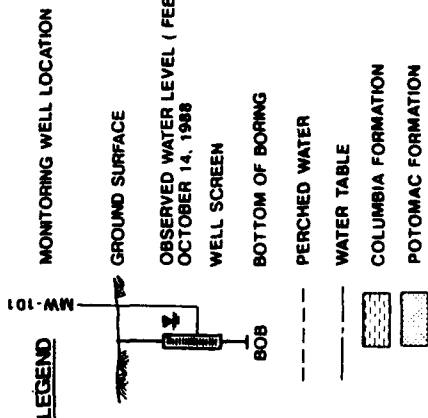 LEGEND
MW-101
MONITORING WELL LOCATION
GROUND SURFACE
OBSERVED WATER LEVEL ( FEE
OCTOBER 14, 1988
WELL SCREEN
BOB
BOTTOM OF BORING
PERCHED WATER
WATER TABLE
COLUMBIA FORMATION
POTOMAC FORMATION